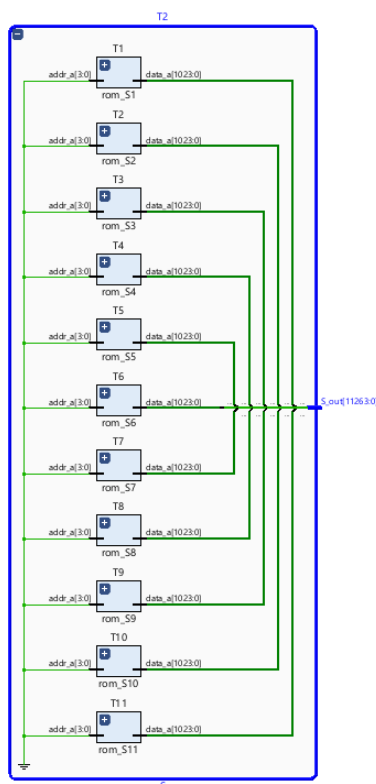 T2
T1
addr_a[3:0] data_a[1023:0]
rom_S1
T2
addr_a[3:0] data_a[1023:0]
rom_S2
T3
addr_a[3:0] data_a[1023:0]
rom_S3
T4
addr_a[3:0] data_a[1023:0]
rom_S4
T5
addr_a[3:0] data_a[1023:0]
rom_S5
T6
addr_a[3:0] data_a[1023:0]
S_out[11263:0]
rom_S6
T7
addr_a[3:0] data_a[1023:0]
rom_S7
T8
addr_a[3:0] data_a[1023:0]
rom_S8
T9
addr_a[3:0] data_a[1023:0]
rom_S9
T10
addr_a[3:0] data_a[1023:0]
rom_S10
T11
addr_a[3:0] data_a[1023:0]
rom_S11